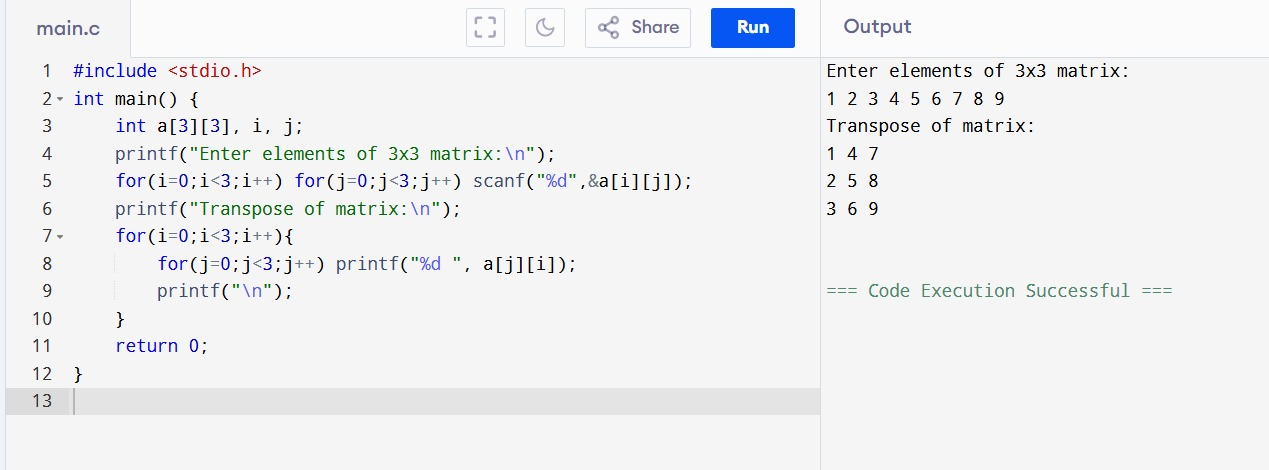 main.c
Share
Run
Output
1 #include <stdio.h>
2 int main() {
3     int a[3][3], i, j;
4     printf("Enter elements of 3x3 matrix:\n");
5     for(i=0;i<3;i++) for(j=0;j<3;j++) scanf("%d",&a[i][j]);
6     printf("Transpose of matrix:\n");
7     for(i=0;i<3;i++){
8         for(j=0;j<3;j++) printf("%d ", a[j][i]);
9         printf("\n");
10     }
11     return 0;
12 }
13
Enter elements of 3x3 matrix:
1 2 3 4 5 6 7 8 9
Transpose of matrix:
1 4 7
2 5 8
3 6 9
=== Code Execution Successful ===